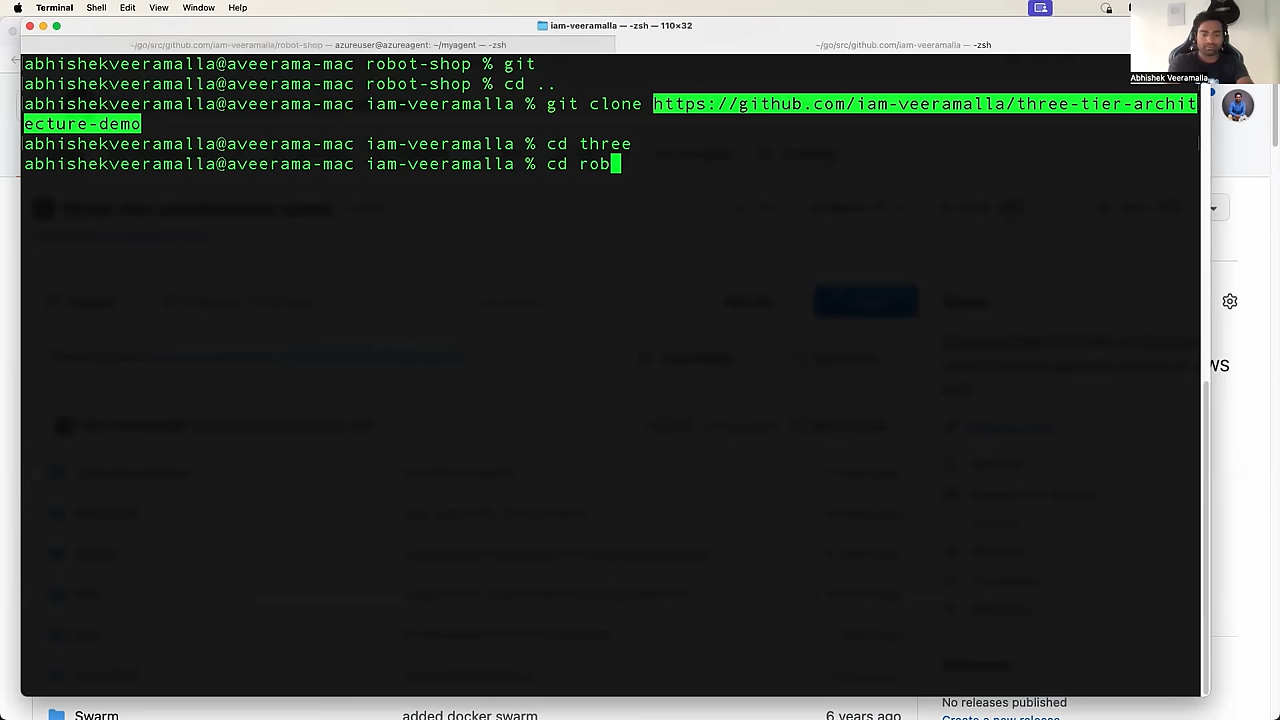 Terminal Shell Edit View Window Help
iam-veeramalla — -zsh — 110×32
~/go/src/github.com/iam-veeramalla/robot-shop — azureuser@azureagent: ~/myagent — -zsh
~/go/src/github.com/iam-veeramalla — -zsh
abhishekveeramalla@aveerama-mac robot-shop % git
abhishekveeramalla@aveerama-mac robot-shop % cd ..
abhishekveeramalla@aveerama-mac iam-veeramalla % git clone https://github.com/iam-veeramalla/three-tier-archit
ecture-demo
abhishekveeramalla@aveerama-mac iam-veeramalla % cd three
abhishekveeramalla@aveerama-mac iam-veeramalla % cd rob
Abhishek Veeramalla
WS
No releases published
Create a new release
Swarm
added docker swarm
6 years ago